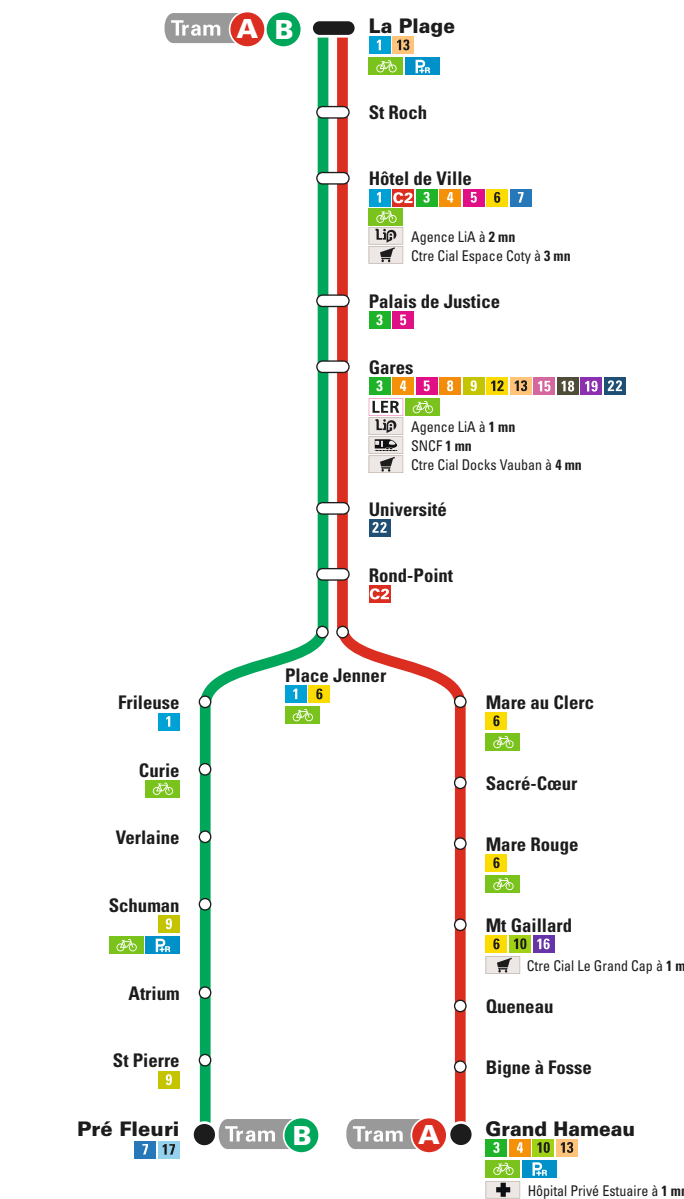 Tram A B
La Plage
1 13
P+R
St Roch
Hôtel de Ville
1 C2 3 4 5 6 7
LiA Agence LiA à 2 mn
Ctre Cial Espace Coty à 3 mn
Palais de Justice
3 5
Gares
3 4 5 8 9 12 13 15 18 19 22
LER
LiA Agence LiA à 1 mn
SNCF 1 mn
Ctre Cial Docks Vauban à 4 mn
Université
22
Rond-Point
C2
Place Jenner
1 6
Frileuse
1
Curie
Verlaine
Schuman
9
P+R
Atrium
St Pierre
9
Pré Fleuri
7 17
Tram B
Mare au Clerc
6
Sacré-Cœur
Mare Rouge
6
Mt Gaillard
6 10 16
Ctre Cial Le Grand Cap à 1 m
Queneau
Bigne à Fosse
Tram A
Grand Hameau
3 4 10 13
P+R
Hôpital Privé Estuaire à 1 mn